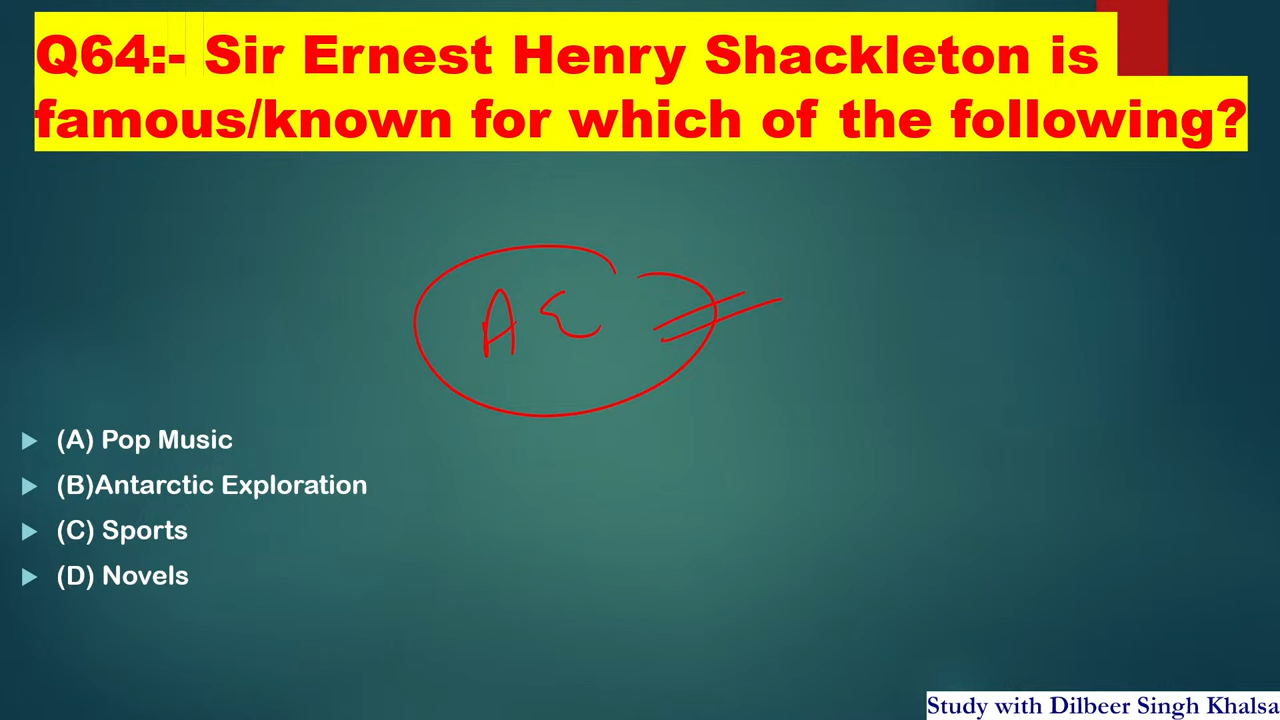 Q64:- Sir Ernest Henry Shackleton is
famous/known for which of the following?
AE
(A) Pop Music
(B)Antarctic Exploration
(C) Sports
(D) Novels
Study with Dilbeer Singh Khalsa